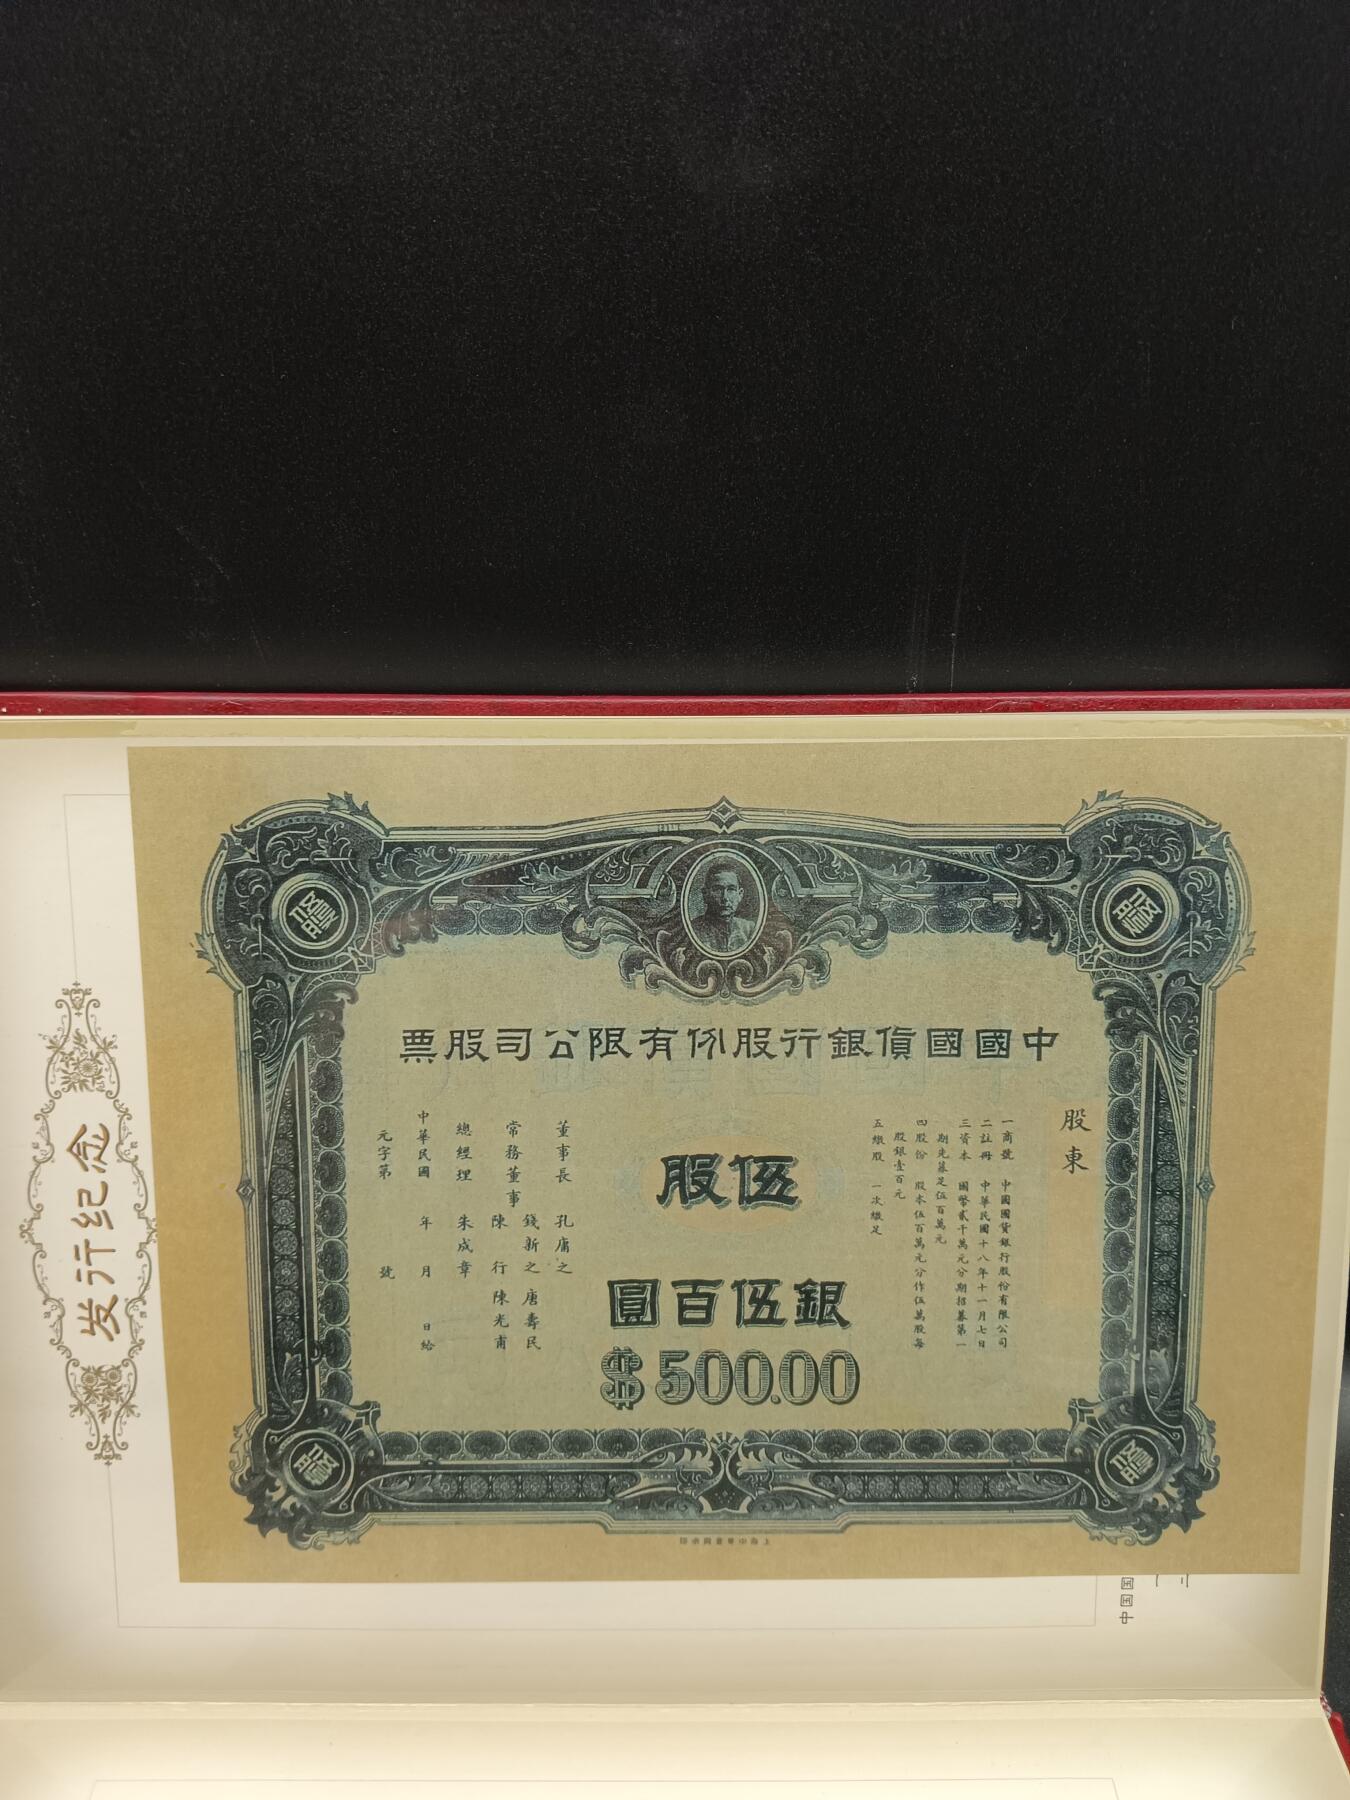 中國國貨銀行股份有限公司股票
股東
一商號 中國國貨銀行股份有限公司
二註冊 中華民國十八年十一月七日
三資本 國幣貳千萬元分期招募第一
期先募足伍百萬元
四股份 股本伍百萬元分作伍萬股每
股銀壹百元
五繳股 一次繳足
伍股
銀伍百圓
$500.00
董事長 孔庸之
常務董事 錢新之 唐壽民
陳行 陳光甫
總經理 朱成章
中華民國 年 月 日給
元字第 號
发行纪念